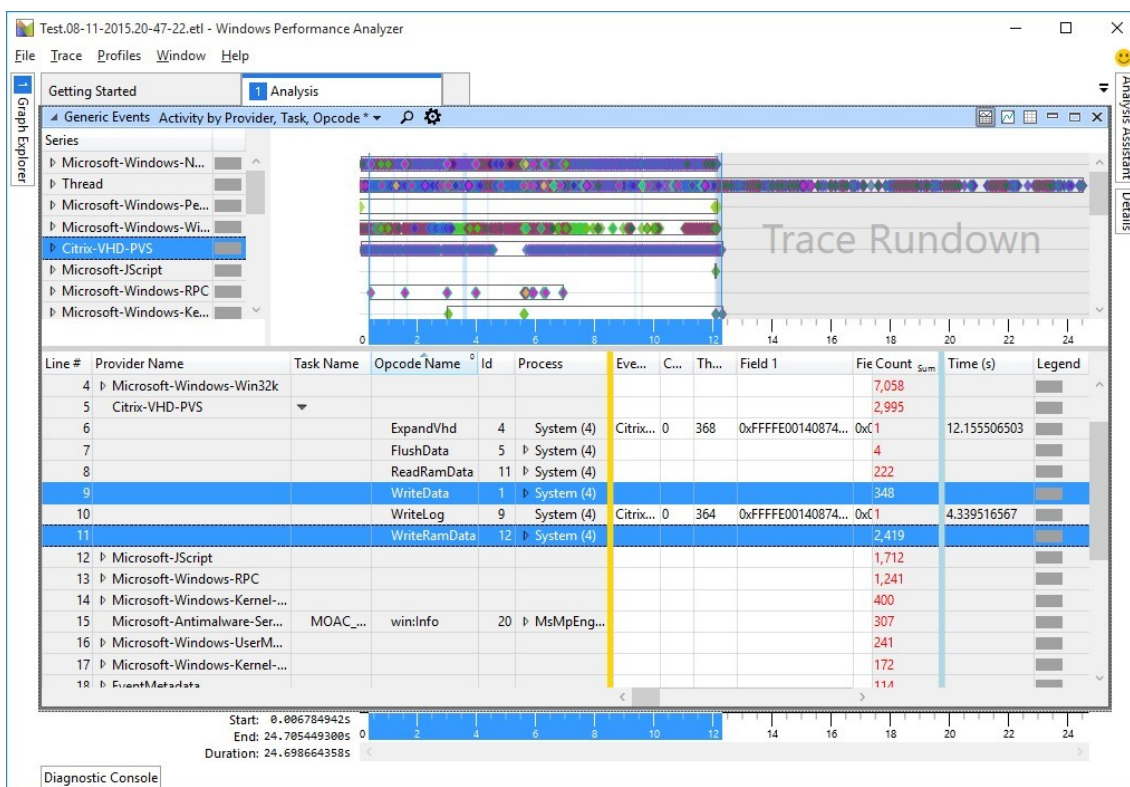 Test.08-11-2015.20-47-22.etl - Windows Performance Analyzer
File Trace Profiles Window Help
1 Graph Explorer
Getting Started
1 Analysis
Analysis Assistant
Details
Generic Events Activity by Provider, Task, Opcode *
Series
Microsoft-Windows-N...
Thread
Microsoft-Windows-Pe...
Microsoft-Windows-Wi...
Citrix-VHD-PVS
Microsoft-JScript
Microsoft-Windows-RPC
Microsoft-Windows-Ke...
Trace Rundown
0 2 4 6 8 10 12 14 16 18 20 22 24
Line # Provider Name Task Name Opcode Name Id Process Eve... C... Th... Field 1 Fie Count Sum Time (s) Legend
4 Microsoft-Windows-Win32k 7,058
5 Citrix-VHD-PVS 2,995
6 ExpandVhd 4 System (4) Citrix... 0 368 0xFFFFE00140874... 0x0 1 12.155506503
7 FlushData 5 System (4) 4
8 ReadRamData 11 System (4) 222
9 WriteData 1 System (4) 348
10 WriteLog 9 System (4) Citrix... 0 364 0xFFFFE00140874... 0x0 1 4.339516567
11 WriteRamData 12 System (4) 2,419
12 Microsoft-JScript 1,712
13 Microsoft-Windows-RPC 1,241
14 Microsoft-Windows-Kernel-... 400
15 Microsoft-Antimalware-Ser... MOAC_... win:Info 20 MsMpEng... 307
16 Microsoft-Windows-UserM... 241
17 Microsoft-Windows-Kernel-... 172
18 EventMetadata 114
Start: 0.006784942s
End: 24.705449300s
Duration: 24.698664358s
0 2 4 6 8 10 12 14 16 18 20 22 24
Diagnostic Console